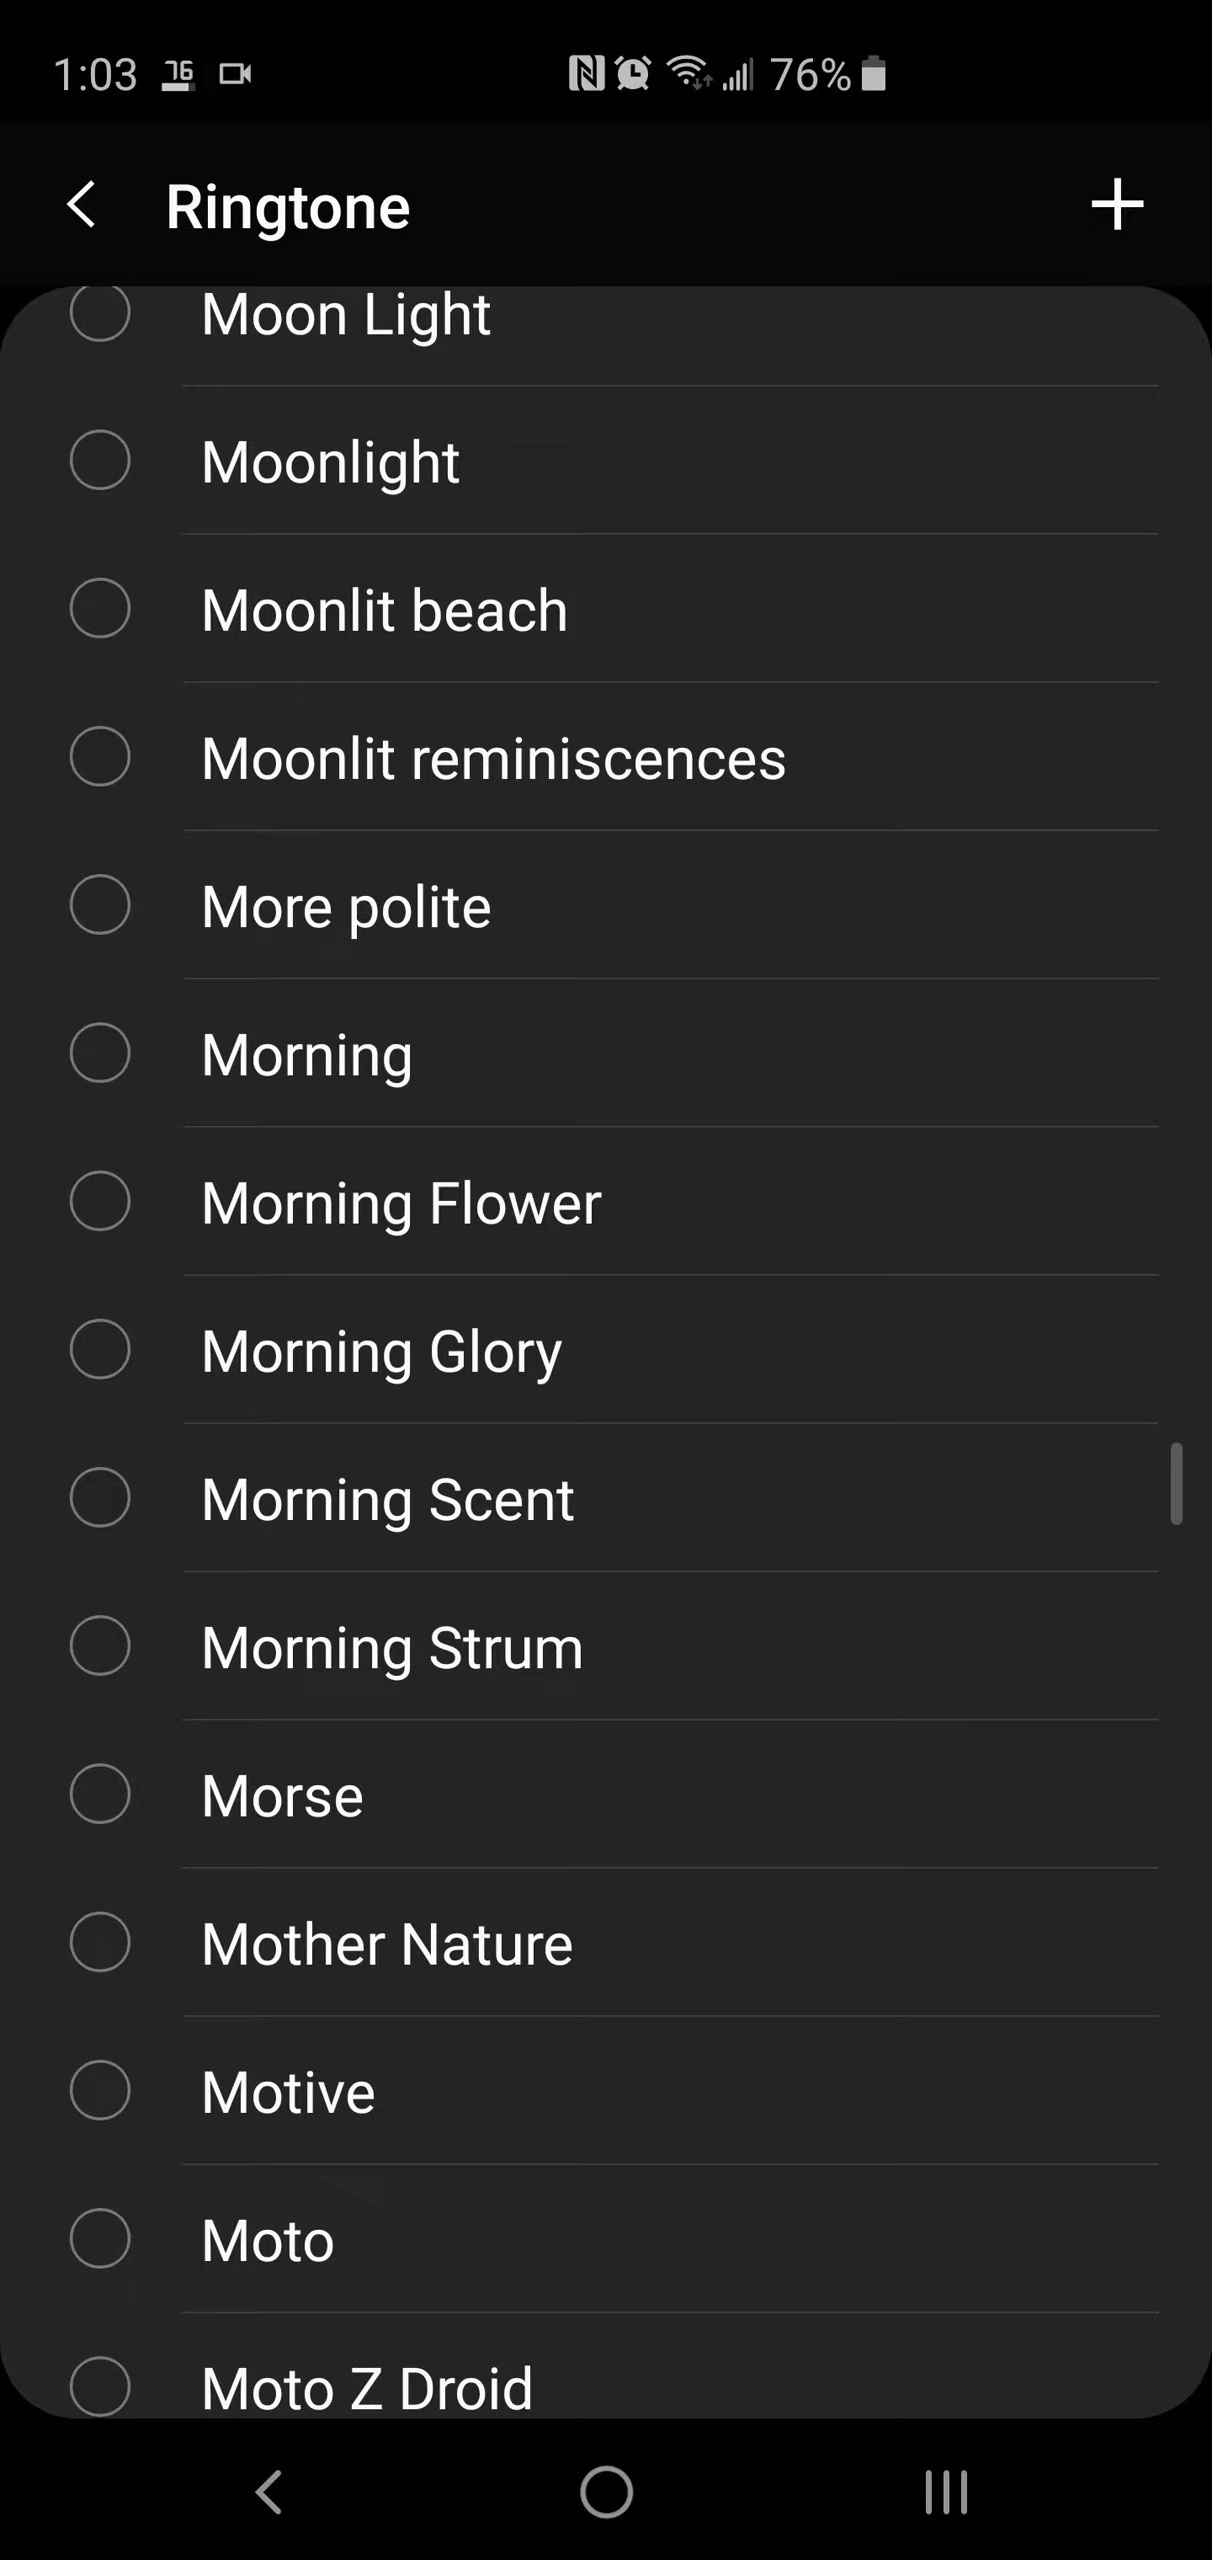 1:03 76 76%
Ringtone
Moon Light
Moonlight
Moonlit beach
Moonlit reminiscences
More polite
Morning
Morning Flower
Morning Glory
Morning Scent
Morning Strum
Morse
Mother Nature
Motive
Moto
Moto Z Droid